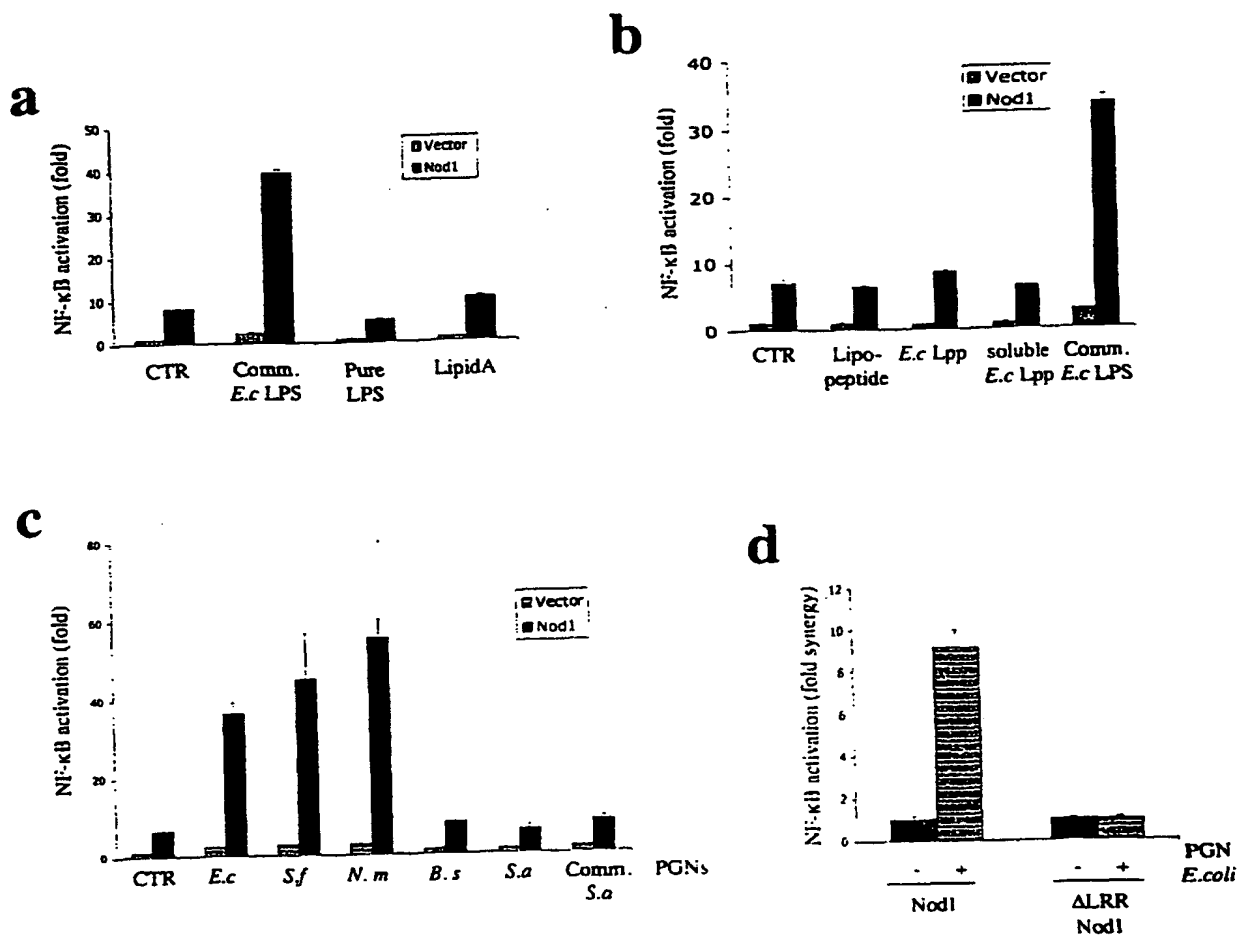 a
NF-κB activation (fold)
50
40
30
20
10
0
Vector
Nod1
CTR
Comm.
E.c LPS
Pure
LPS
LipidA
b
NF-κB activation (fold)
40
30
20
10
0
Vector
Nod1
CTR
Lipo-
peptide
E.c Lpp
soluble
E.c Lpp
Comm.
E.c LPS
c
NF-κB activation (fold)
80
60
40
20
0
Vector
Nod1
CTR
E.c
S.f
N. m
B. s
S.a
Comm.
S.a
PGNs
d
NF-κB activation (fold synergy)
12
10
8
6
4
2
0
- + - +
PGN
E.coli
Nod1
ΔLRR
Nod1